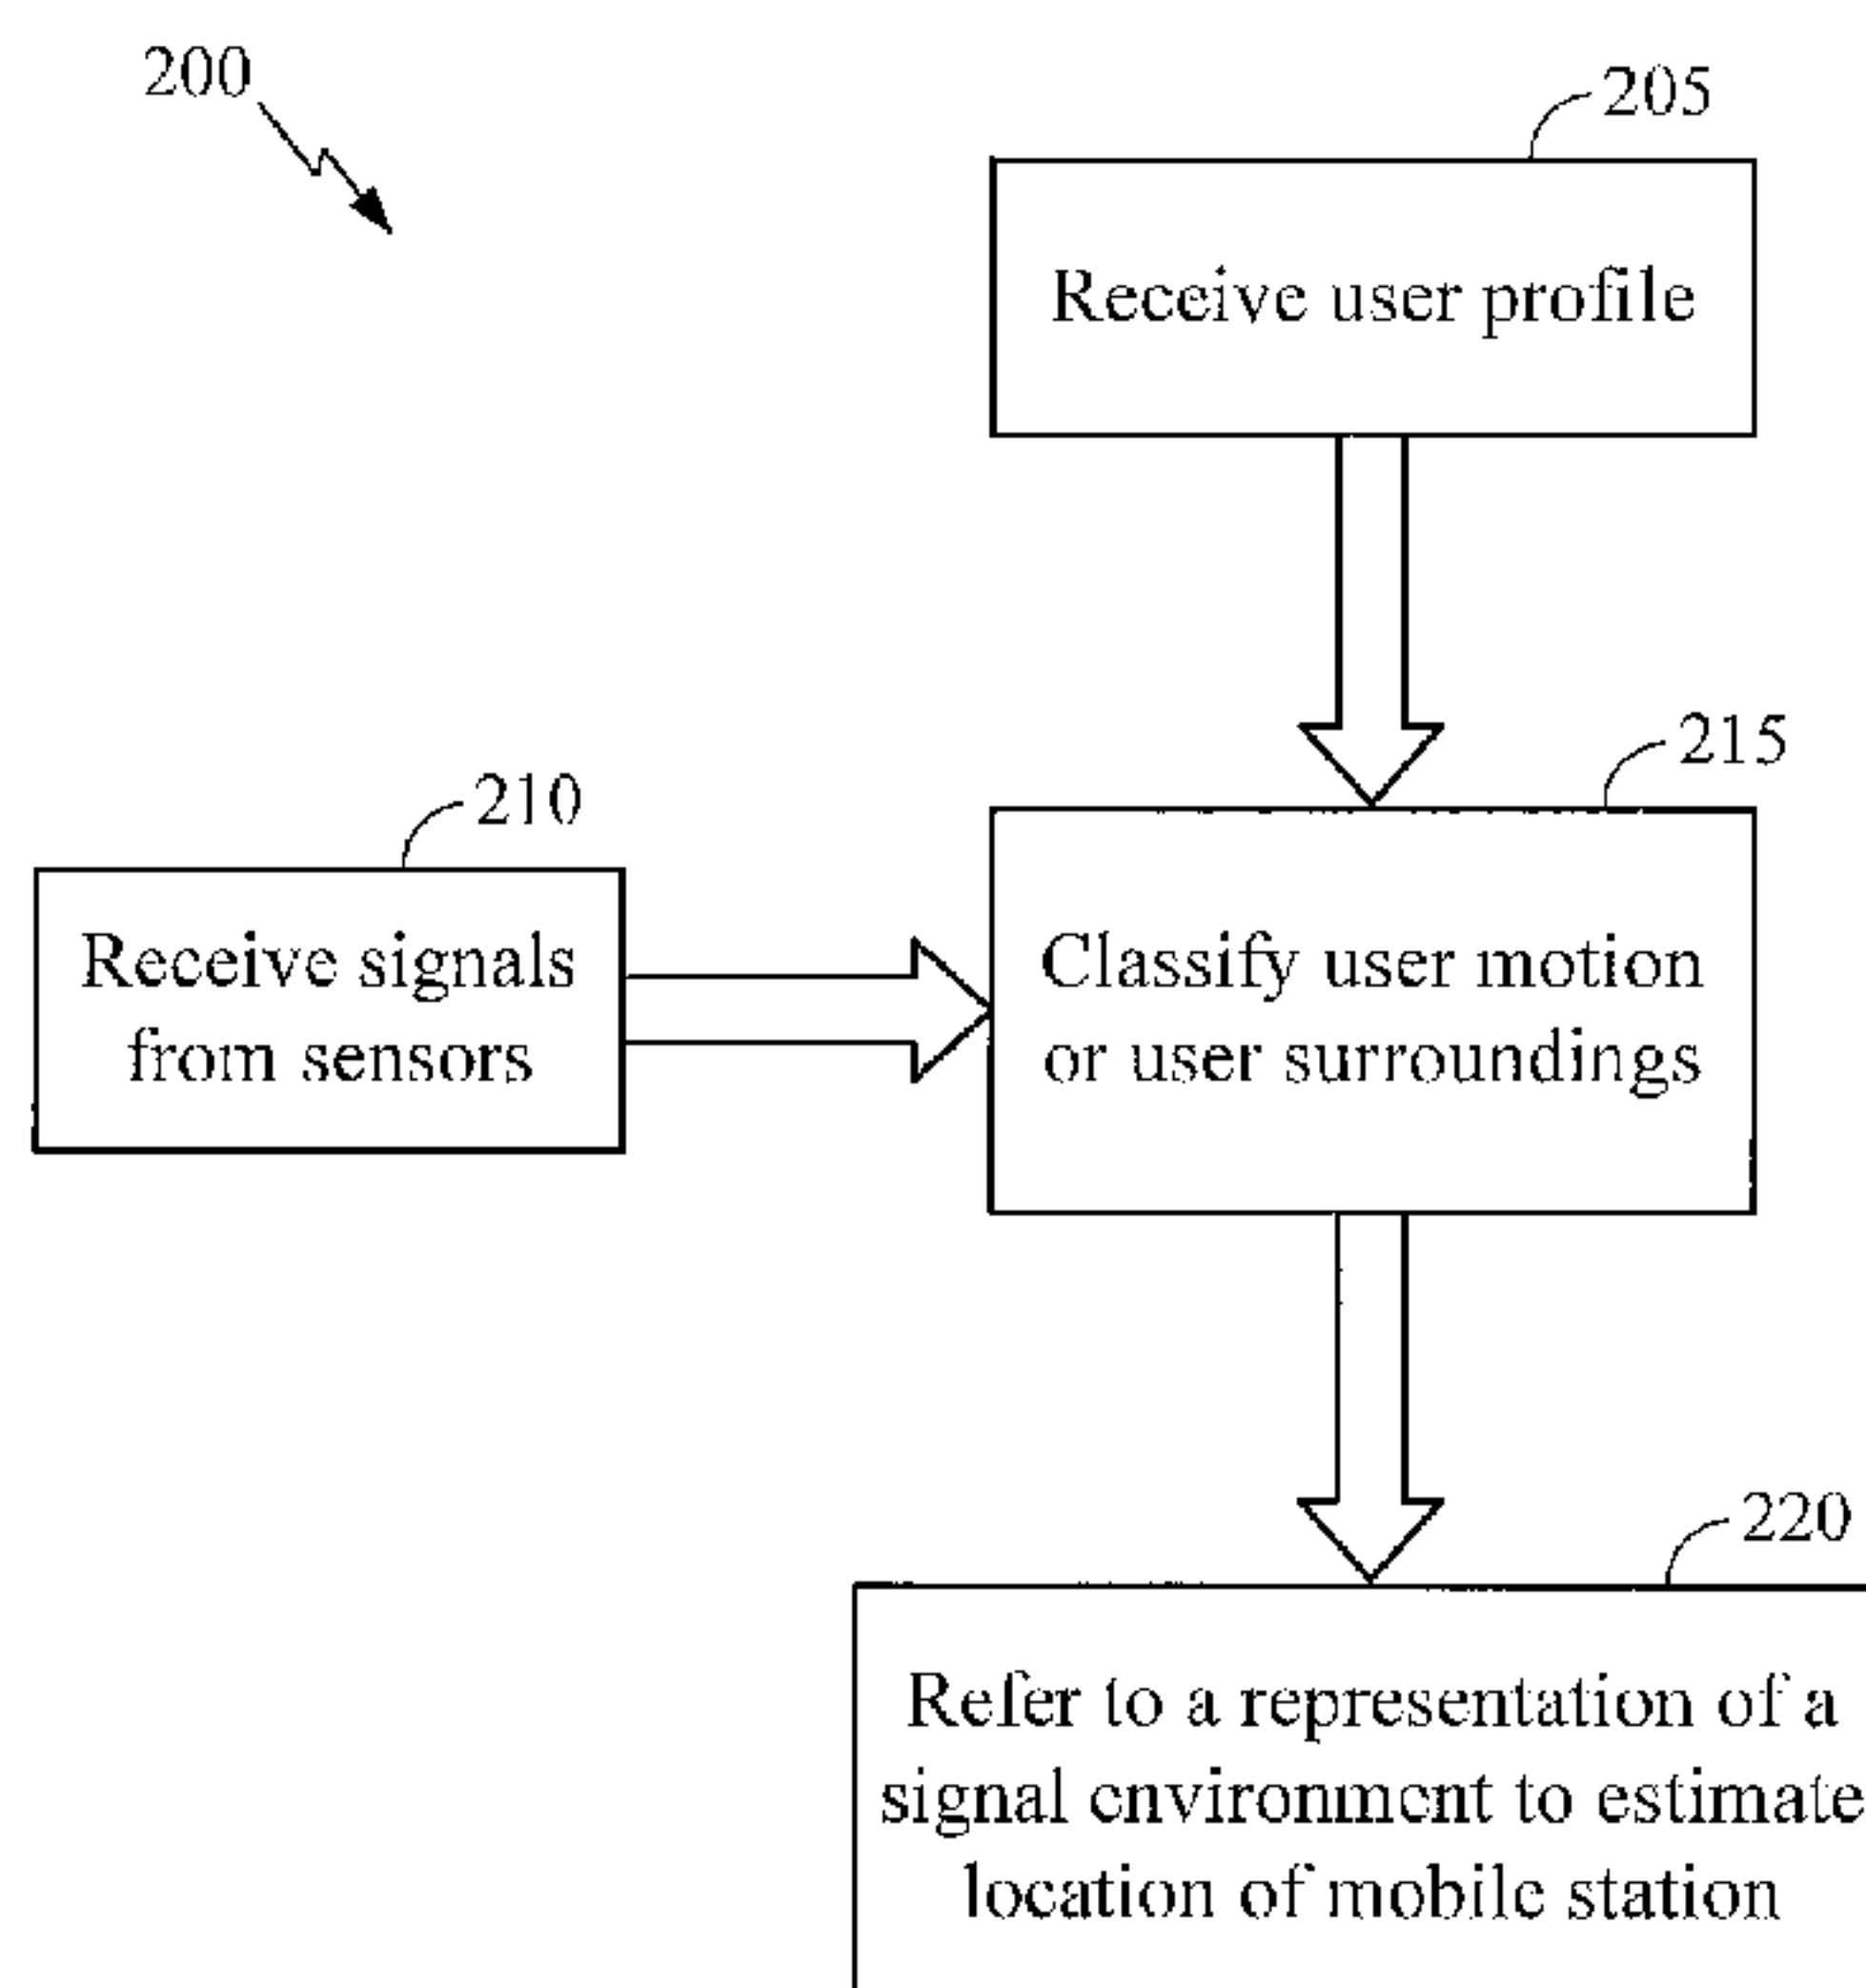 200
205
Receive user profile
215
210
Receive signals
from sensors
Classify user motion
or user surroundings
220
Refer to a representation of a
signal environment to estimate
location of mobile station